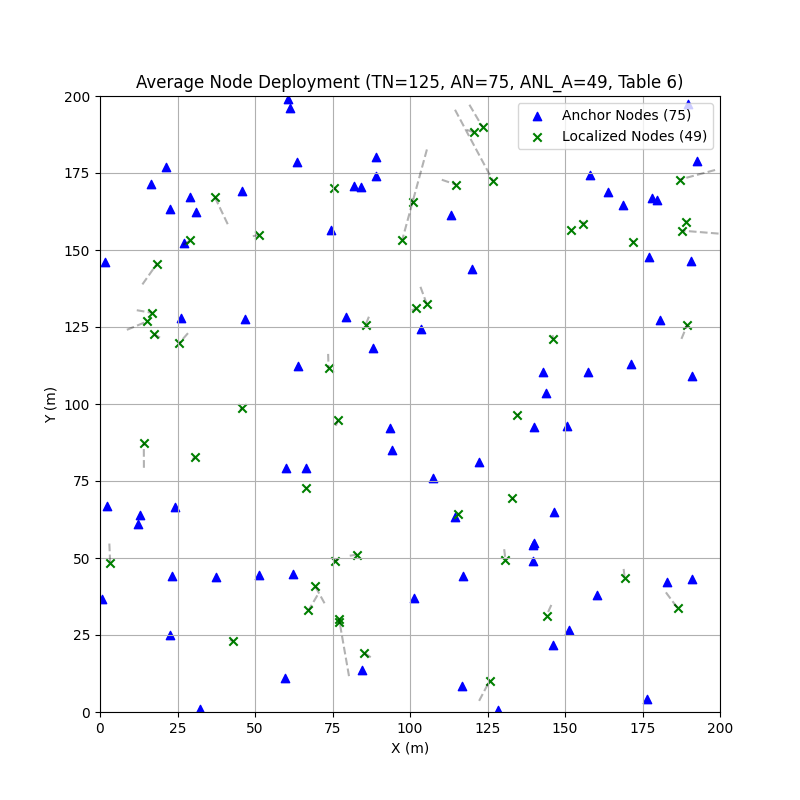 Average Node Deployment (TN=125, AN=75, ANL_A=49, Table 6)
Anchor Nodes (75)
Localized Nodes (49)
200
175
150
125
100
75
50
25
0
Y (m)
0 25 50 75 100 125 150 175 200
X (m)